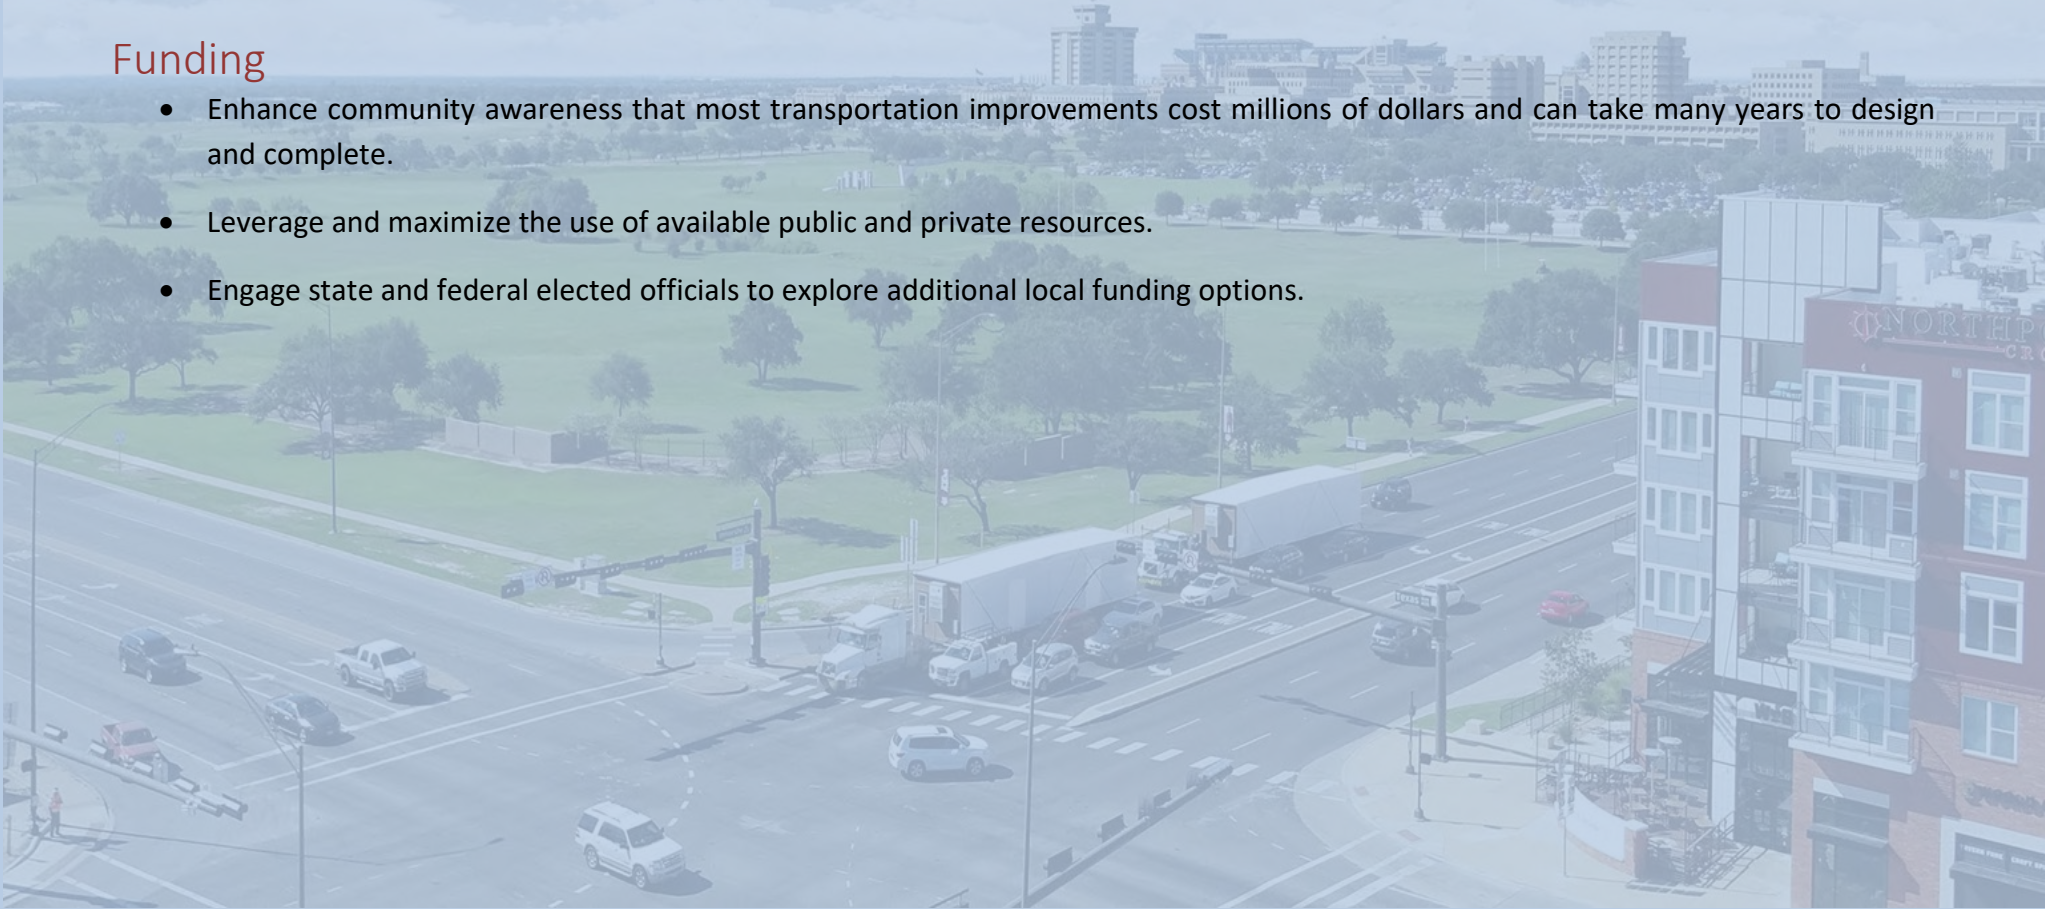 Funding
• Enhance community awareness that most transportation improvements cost millions of dollars and can take many years to design
and complete.
• Leverage and maximize the use of available public and private resources.
• Engage state and federal elected officials to explore additional local funding options.